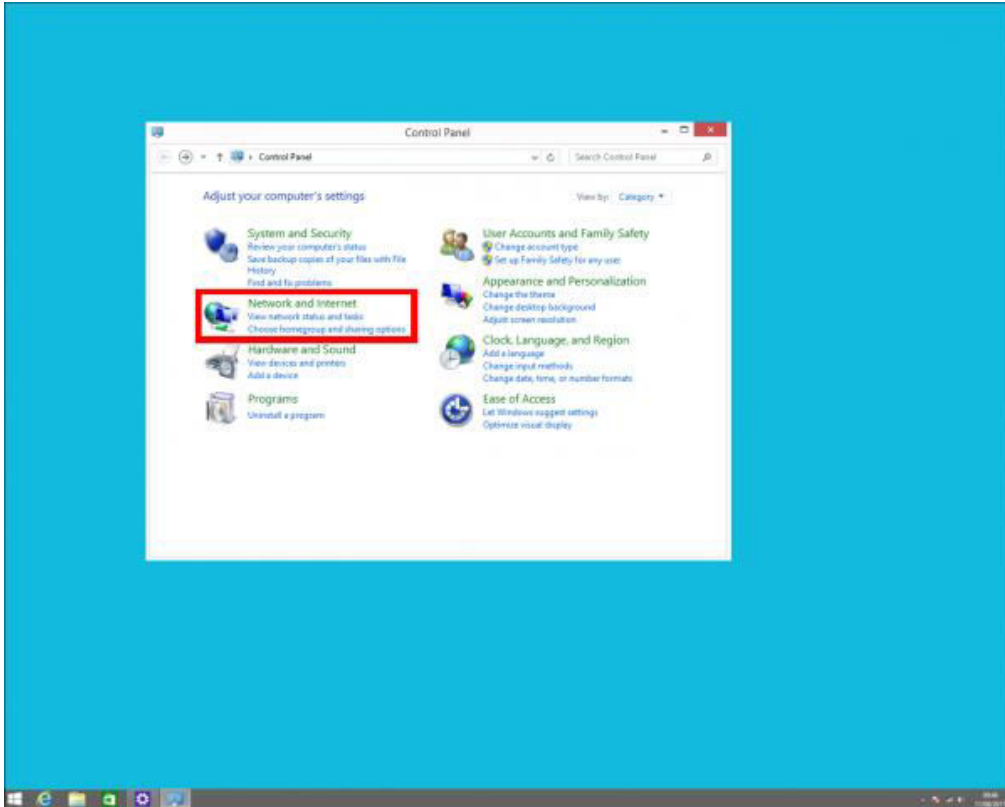 Control Panel
Control Panel
Search Control Panel
Adjust your computer's settings
View by: Category
System and Security
Review your computer's status
Save backup copies of your files with File
History
Find and fix problems
Network and Internet
View network status and tasks
Choose homegroup and sharing options
Hardware and Sound
View devices and printers
Add a device
Programs
Uninstall a program
User Accounts and Family Safety
Change account type
Set up Family Safety for any user
Appearance and Personalization
Change the theme
Change desktop background
Adjust screen resolution
Clock, Language, and Region
Add a language
Change input methods
Change date, time, or number formats
Ease of Access
Let Windows suggest settings
Optimize visual display